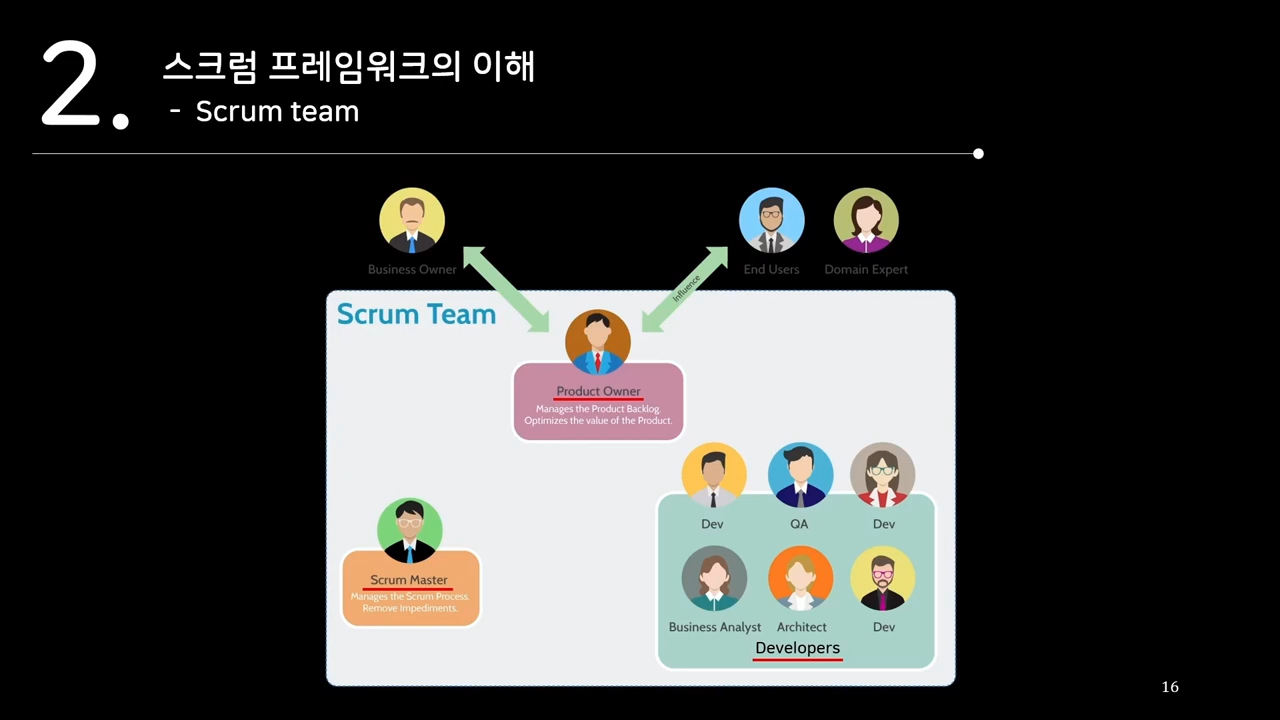 2.
스크럼 프레임워크의 이해
- Scrum team
Business Owner
End Users
Domain Expert
Influence
Scrum Team
Product Owner
Manages the Product Backlog.
Optimizes the value of the Product.
Scrum Master
Manages the Scrum Process.
Remove Impediments.
Dev
QA
Dev
Business Analyst
Architect
Dev
Developers
16